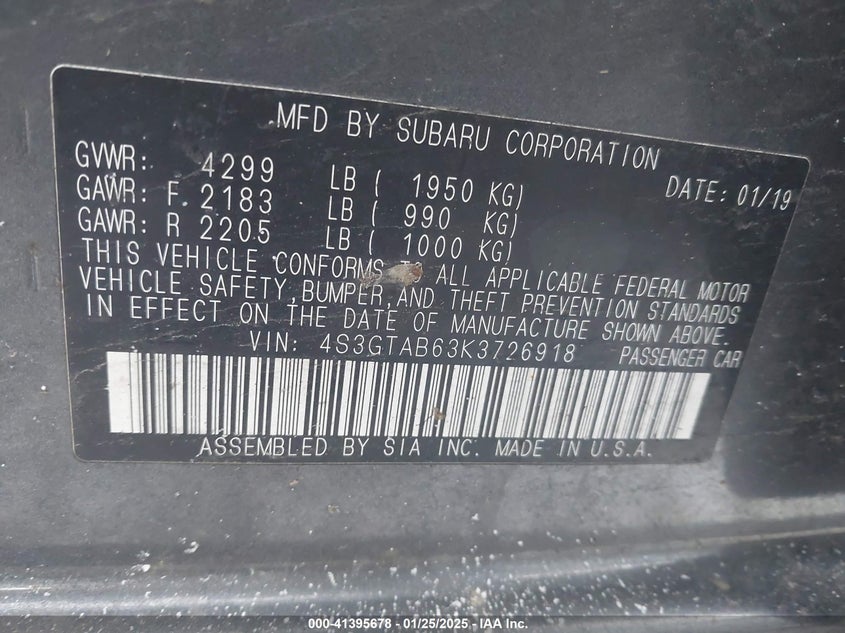 MFD BY SUBARU CORPORATION
GVWR: 4299 LB ( 1950 KG) DATE: 01/19
GAWR: F 2183 LB ( 990 KG)
GAWR: R 2205 LB ( 1000 KG)
THIS VEHICLE CONFORMS TO ALL APPLICABLE FEDERAL MOTOR
VEHICLE SAFETY, BUMPER, AND THEFT PREVENTION STANDARDS
IN EFFECT ON THE DATE OF MANUFACTURE SHOWN ABOVE.
VIN: 4S3GTAB63K3726918 PASSENGER CAR
ASSEMBLED BY SIA INC. MADE IN U.S.A.
000-41395678 - 01/25/2025 - IAA Inc.